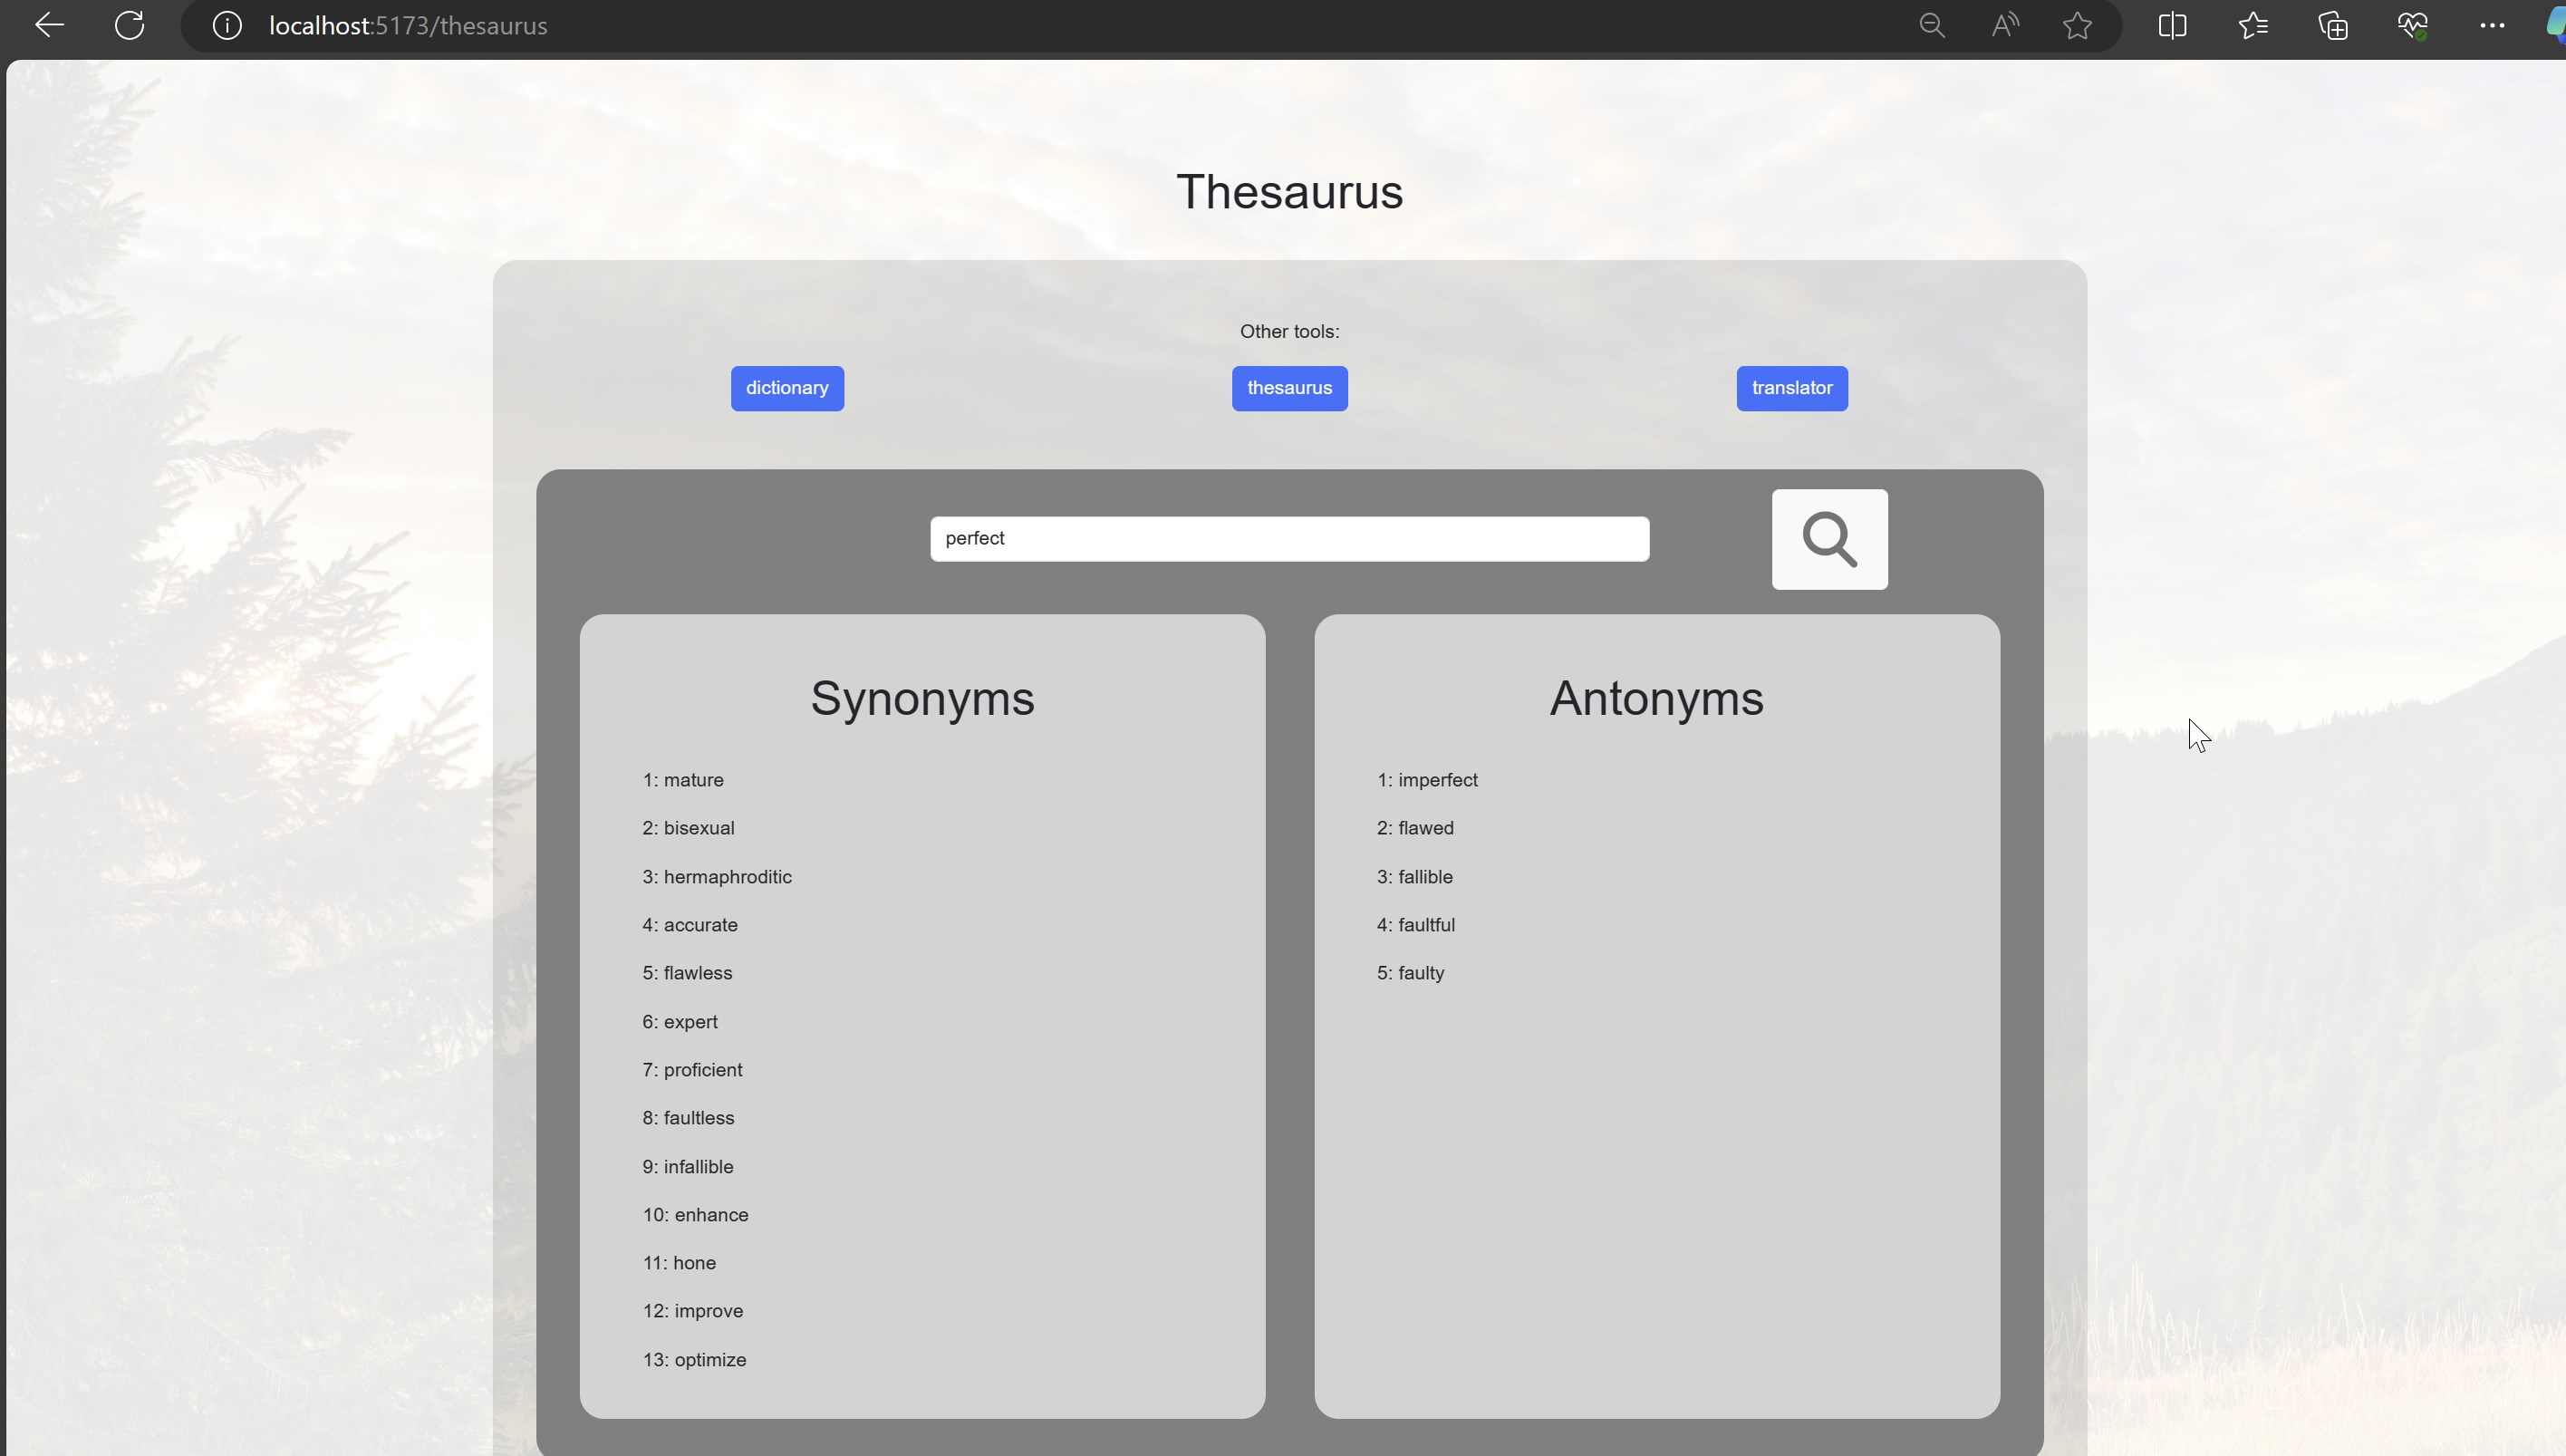 localhost:5173/thesaurus
Thesaurus
Other tools:
dictionary
thesaurus
translator
perfect
Synonyms
1: mature
2: bisexual
3: hermaphroditic
4: accurate
5: flawless
6: expert
7: proficient
8: faultless
9: infallible
10: enhance
11: hone
12: improve
13: optimize
Antonyms
1: imperfect
2: flawed
3: fallible
4: faultful
5: faulty